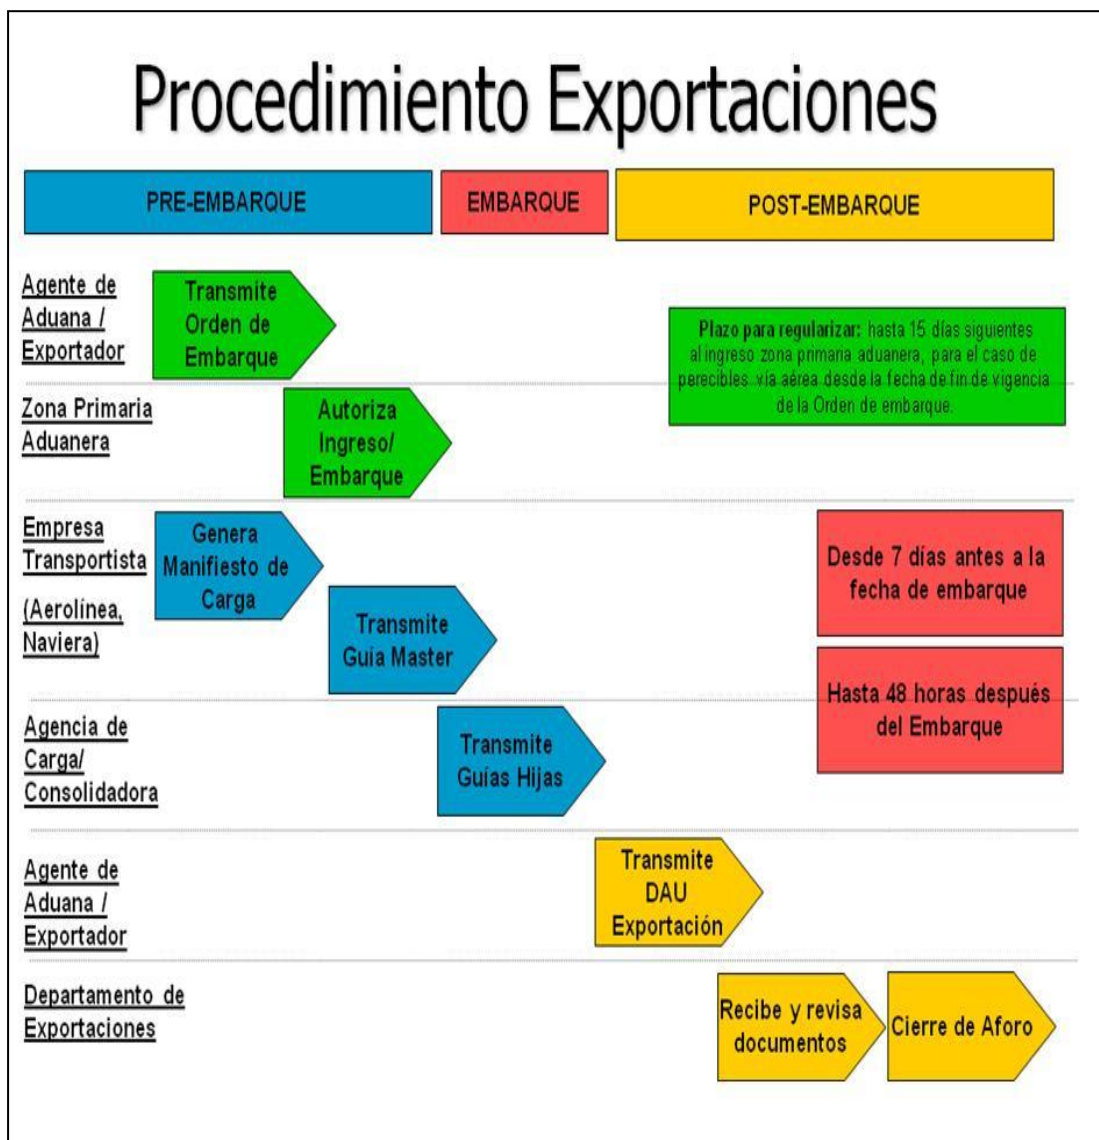 Procedimiento Exportaciones
PRE-EMBARQUE
EMBARQUE
POST-EMBARQUE
Agente de
Aduana /
Exportador
Transmite
Orden de
Embarque
Plazo para regularizar: hasta 15 días siguientes
al ingreso zona primaria aduanera, para el caso de
perecibles vía aérea desde la fecha de fin de vigencia
de la Orden de embarque.
Zona Primaria
Aduanera
Autoriza
Ingreso/
Embarque
Empresa
Transportista
(Aerolínea,
Naviera)
Genera
Manifiesto de
Carga
Transmite
Guía Master
Desde 7 días antes a la
fecha de embarque
Hasta 48 horas después
del Embarque
Agencia de
Carga/
Consolidadora
Transmite
Guías Hijas
Agente de
Aduana /
Exportador
Transmite
DAU
Exportación
Departamento de
Exportaciones
Recibe y revisa
documentos
Cierre de Aforo